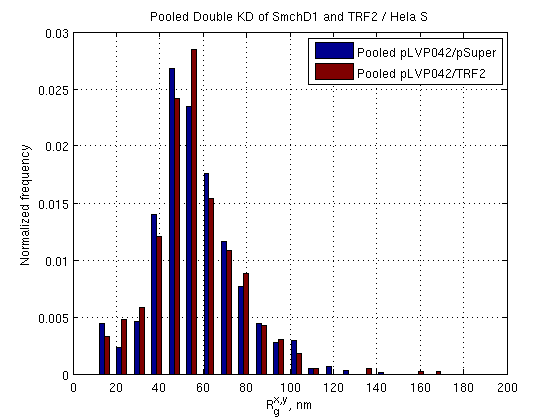 Pooled Double KD of SmchD1 and TRF2 / Hela S
Pooled pLVP042/pSuper
Pooled pLVP042/TRF2
Normalized frequency
0.03
0.025
0.02
0.015
0.01
0.005
0
0 20 40 60 80 100 120 140 160 180 200
R_g^{x,y}, nm